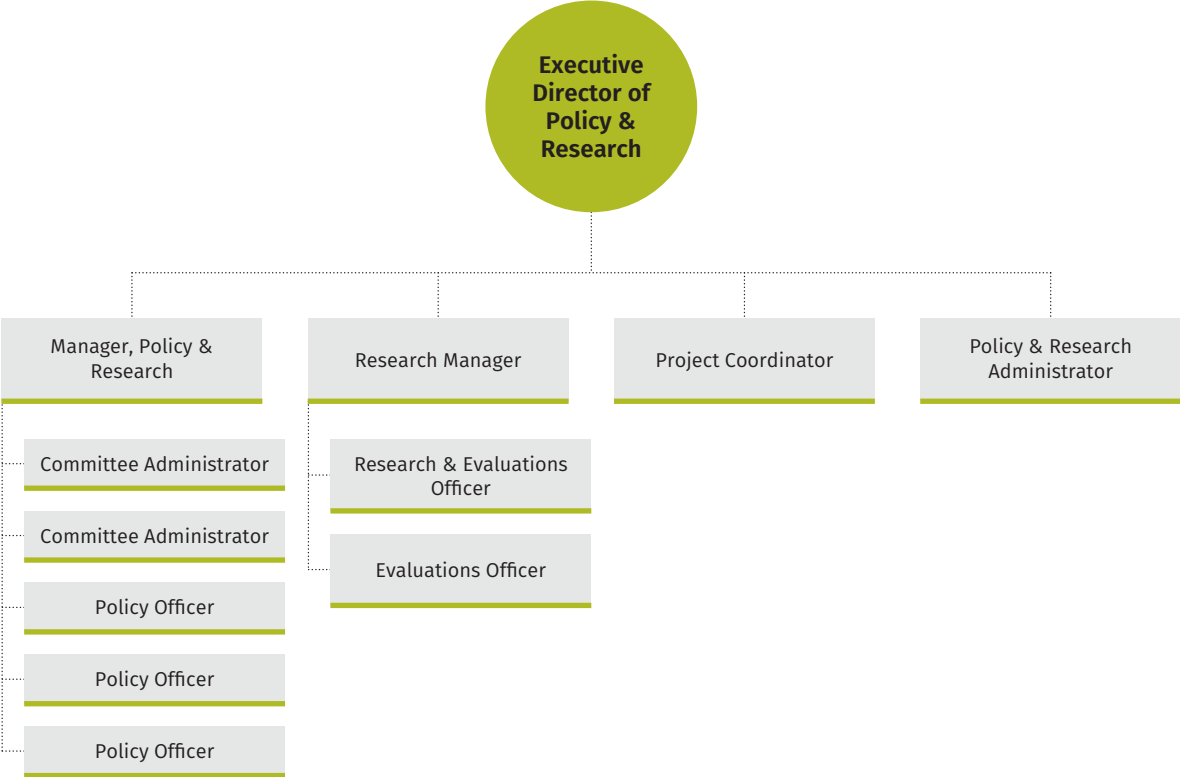 Executive
Director of
Policy &
Research
Manager, Policy &
Research
Research Manager
Project Coordinator
Policy & Research
Administrator
Committee Administrator
Committee Administrator
Policy Officer
Policy Officer
Policy Officer
Research & Evaluations
Officer
Evaluations Officer